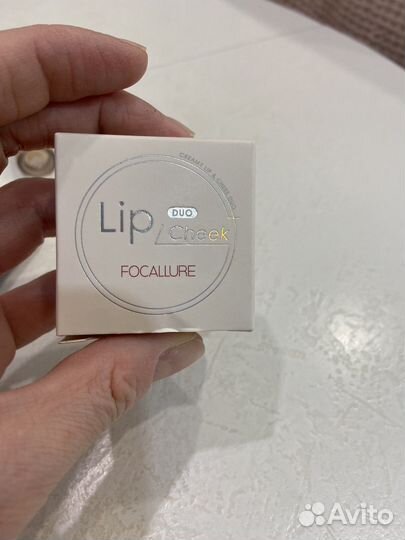 CREAMY LIP & CHEEK DUO
Lip DUO
Cheek
FOCALLURE
Avito